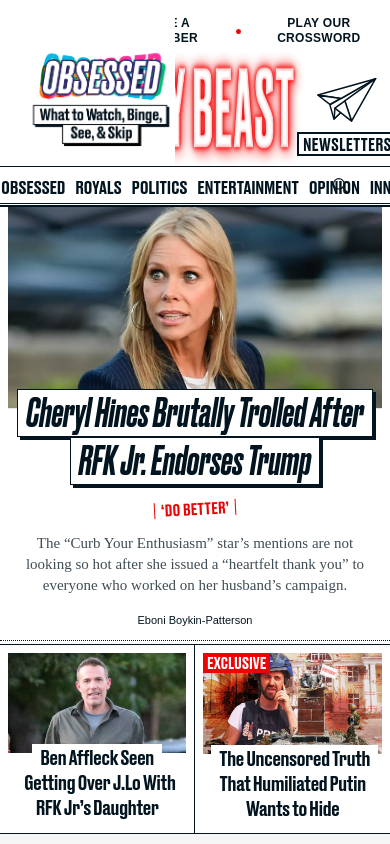 E A
BER
PLAY OUR
CROSSWORD
OBSESSED
What to Watch, Binge,
See, & Skip
Y BEAST
NEWSLETTERS
OBSESSED ROYALS POLITICS ENTERTAINMENT OPINION INN
Cheryl Hines Brutally Trolled After
RFK Jr. Endorses Trump
‘DO BETTER’
The “Curb Your Enthusiasm” star’s mentions are not
looking so hot after she issued a “heartfelt thank you” to
everyone who worked on her husband’s campaign.
Eboni Boykin-Patterson
Ben Affleck Seen
Getting Over J.Lo With
RFK Jr’s Daughter
EXCLUSIVE
PRE
The Uncensored Truth
That Humiliated Putin
Wants to Hide